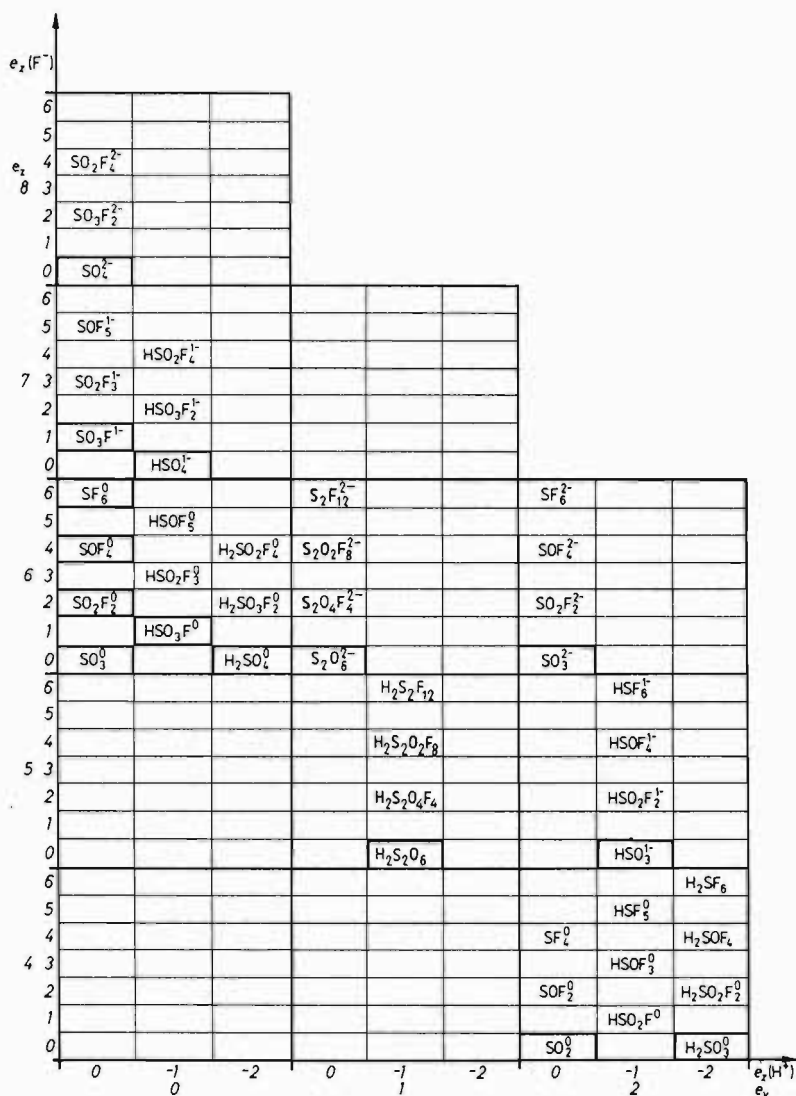 e_z(F⁻)
6
5
e_z 4 SO₂F₄²⁻
8 3
2 SO₃F₂²⁻
1
0 SO₄²⁻
6
5 SOF₅¹⁻
4 HSO₂F₄¹⁻
7 3 SO₂F₃¹⁻
2 HSO₃F₂¹⁻
1 SO₃F¹⁻
0 HSO₄¹⁻
6 SF₆⁰ S₂F₁₂²⁻ SF₆²⁻
5 HSOF₅⁰
4 SOF₄⁰ H₂SO₂F₄⁰ S₂O₂F₈²⁻ SOF₄²⁻
6 3 HSO₂F₃⁰
2 SO₂F₂⁰ H₂SO₃F₂⁰ S₂O₄F₄²⁻ SO₂F₂²⁻
1 HSO₃F⁰
0 SO₃⁰ H₂SO₄⁰ S₂O₆²⁻ SO₃²⁻
6 H₂S₂F₁₂ HSF₆¹⁻
5
4 H₂S₂O₂F₈ HSOF₄¹⁻
5 3
2 H₂S₂O₄F₄ HSO₂F₂¹⁻
1
0 H₂S₂O₆ HSO₃¹⁻
6 H₂SF₆
5 HSF₅⁰
4 SF₄⁰ H₂SOF₄
4 3 HSOF₃⁰
2 SOF₂⁰ H₂SO₂F₂⁰
1 HSO₂F⁰
0 SO₂⁰ H₂SO₃⁰
0 -1 -2 0 -1 -2 0 -1 -2 e_z(H⁺)
0 1 2 e_v